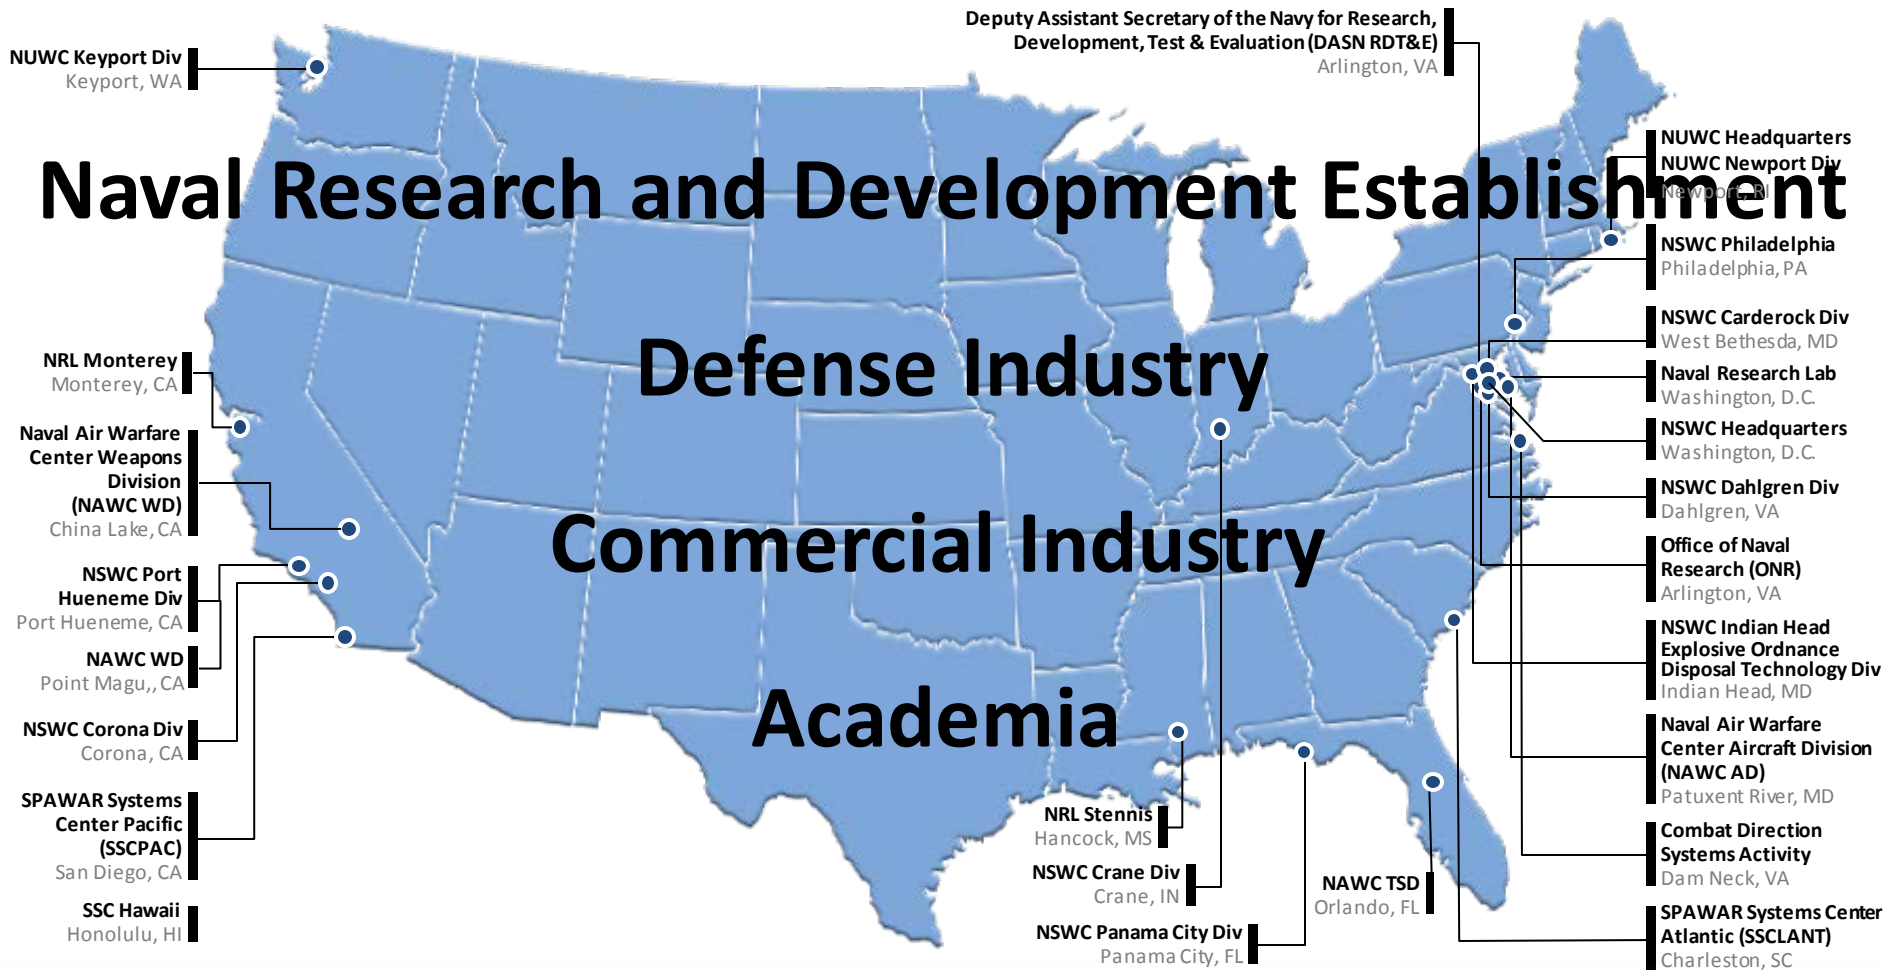 Deputy Assistant Secretary of the Navy for Research,
Development, Test & Evaluation (DASN RDT&E)
Arlington, VA
NUWC Keyport Div
Keyport, WA
Naval Research and Development Establishment
Defense Industry
Commercial Industry
Academia
NRL Monterey
Monterey, CA
Naval Air Warfare
Center Weapons
Division
(NAWC WD)
China Lake, CA
NSWC Port
Hueneme Div
Port Hueneme, CA
NAWC WD
Point Magu,, CA
NSWC Corona Div
Corona, CA
SPAWAR Systems
Center Pacific
(SSCPAC)
San Diego, CA
SSC Hawaii
Honolulu, HI
NRL Stennis
Hancock, MS
NSWC Crane Div
Crane, IN
NSWC Panama City Div
Panama City, FL
NAWC TSD
Orlando, FL
NUWC Headquarters
NUWC Newport Div
Newport, RI
NSWC Philadelphia
Philadelphia, PA
NSWC Carderock Div
West Bethesda, MD
Naval Research Lab
Washington, D.C.
NSWC Headquarters
Washington, D.C.
NSWC Dahlgren Div
Dahlgren, VA
Office of Naval
Research (ONR)
Arlington, VA
NSWC Indian Head
Explosive Ordnance
Disposal Technology Div
Indian Head, MD
Naval Air Warfare
Center Aircraft Division
(NAWC AD)
Patuxent River, MD
Combat Direction
Systems Activity
Dam Neck, VA
SPAWAR Systems Center
Atlantic (SSCLANT)
Charleston, SC